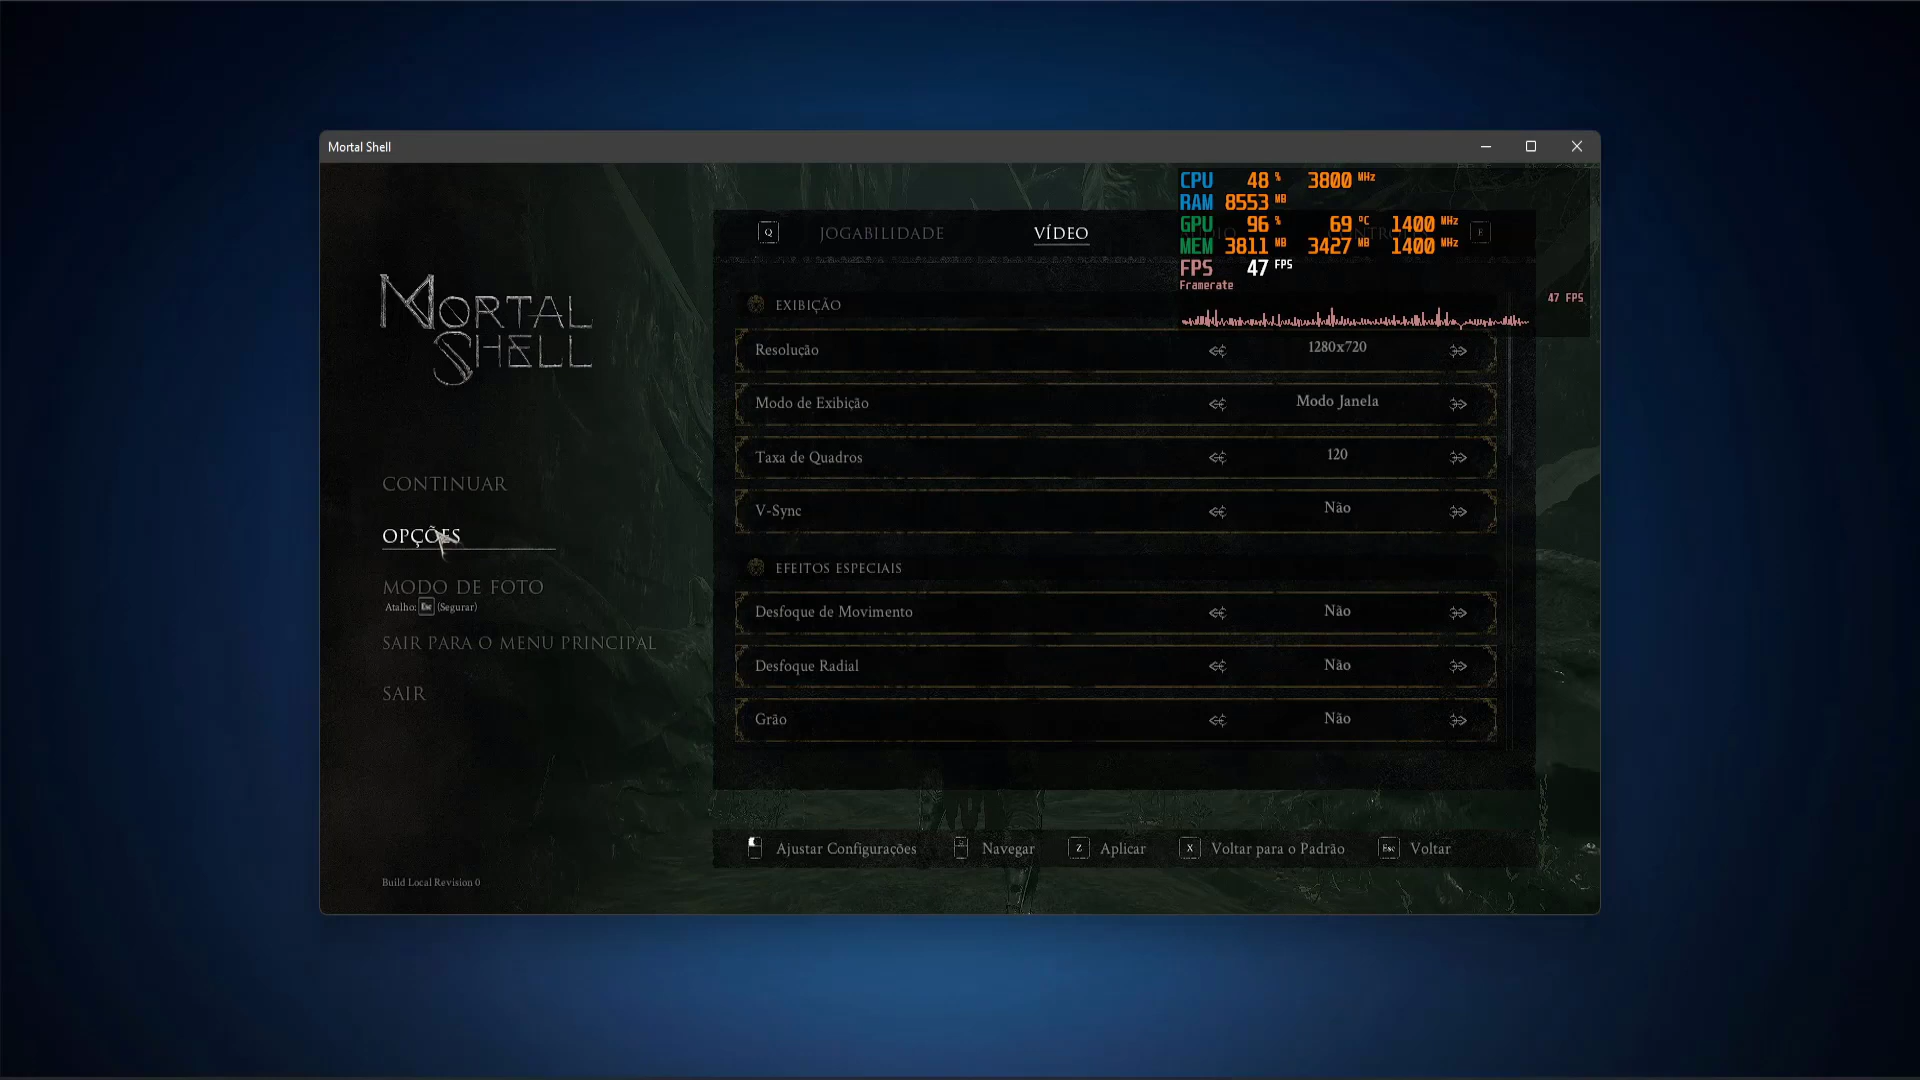 Mortal Shell
CPU 48 % 3800 MHz
RAM 8553 MB
GPU 96 % 69 °C 1400 MHz
MEM 3811 MB 3427 MB 1400 MHz
FPS 47 FPS
Framerate
47 FPS
Q JOGABILIDADE VÍDEO E
MORTAL
SHELL
CONTINUAR
OPÇÕES
MODO DE FOTO
Atalho: Esc (Segurar)
SAIR PARA O MENU PRINCIPAL
SAIR
Build Local Revision 0
EXIBIÇÃO
Resolução 1280x720
Modo de Exibição Modo Janela
Taxa de Quadros 120
V-Sync Não
EFEITOS ESPECIAIS
Desfoque de Movimento Não
Desfoque Radial Não
Grão Não
Ajustar Configurações Navegar Z Aplicar X Voltar para o Padrão Esc Voltar